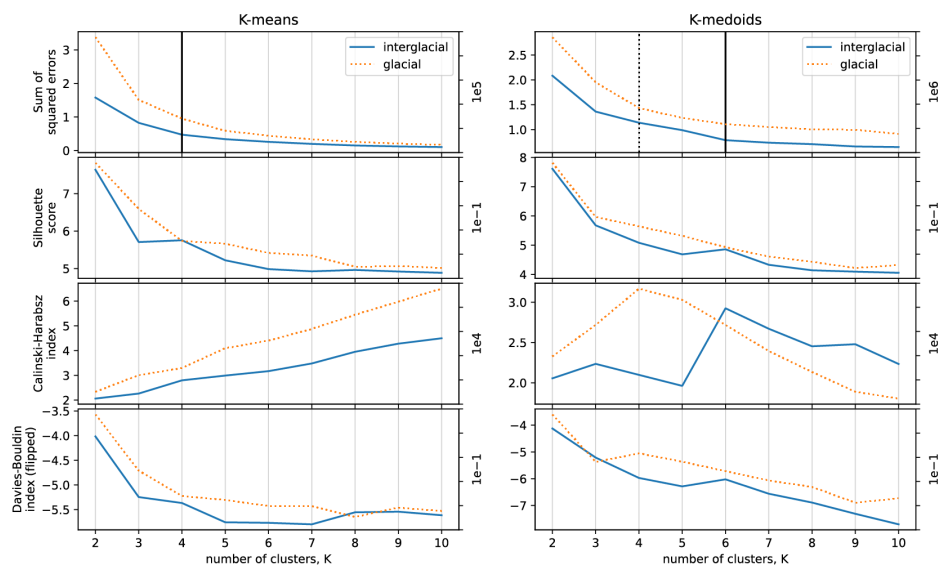 K-means
K-medoids
Sum of
squared errors
3
2
1
0
interglacial
glacial
1e5
2.5
2.0
1.5
1.0
interglacial
glacial
1e6
Silhouette
score
7
6
5
1e−1
8
7
6
5
4
1e−1
Calinski-Harabsz
index
6
5
4
3
2
1e4
3.0
2.5
2.0
1e4
Davies-Bouldin
index (flipped)
−3.5
−4.0
−4.5
−5.0
−5.5
1e−1
−4
−5
−6
−7
1e−1
2 3 4 5 6 7 8 9 10
2 3 4 5 6 7 8 9 10
number of clusters, K
number of clusters, K